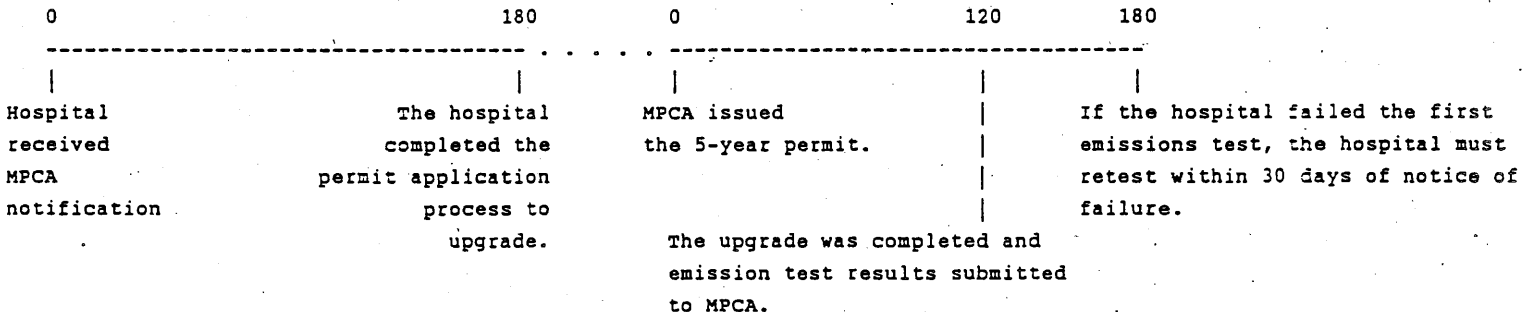 0 180 0 120 180
Hospital The hospital MPCA issued If the hospital failed the first
received completed the the 5-year permit. emissions test, the hospital must
MPCA permit application retest within 30 days of notice of
notification process to failure.
upgrade. The upgrade was completed and
emission test results submitted
to MPCA.